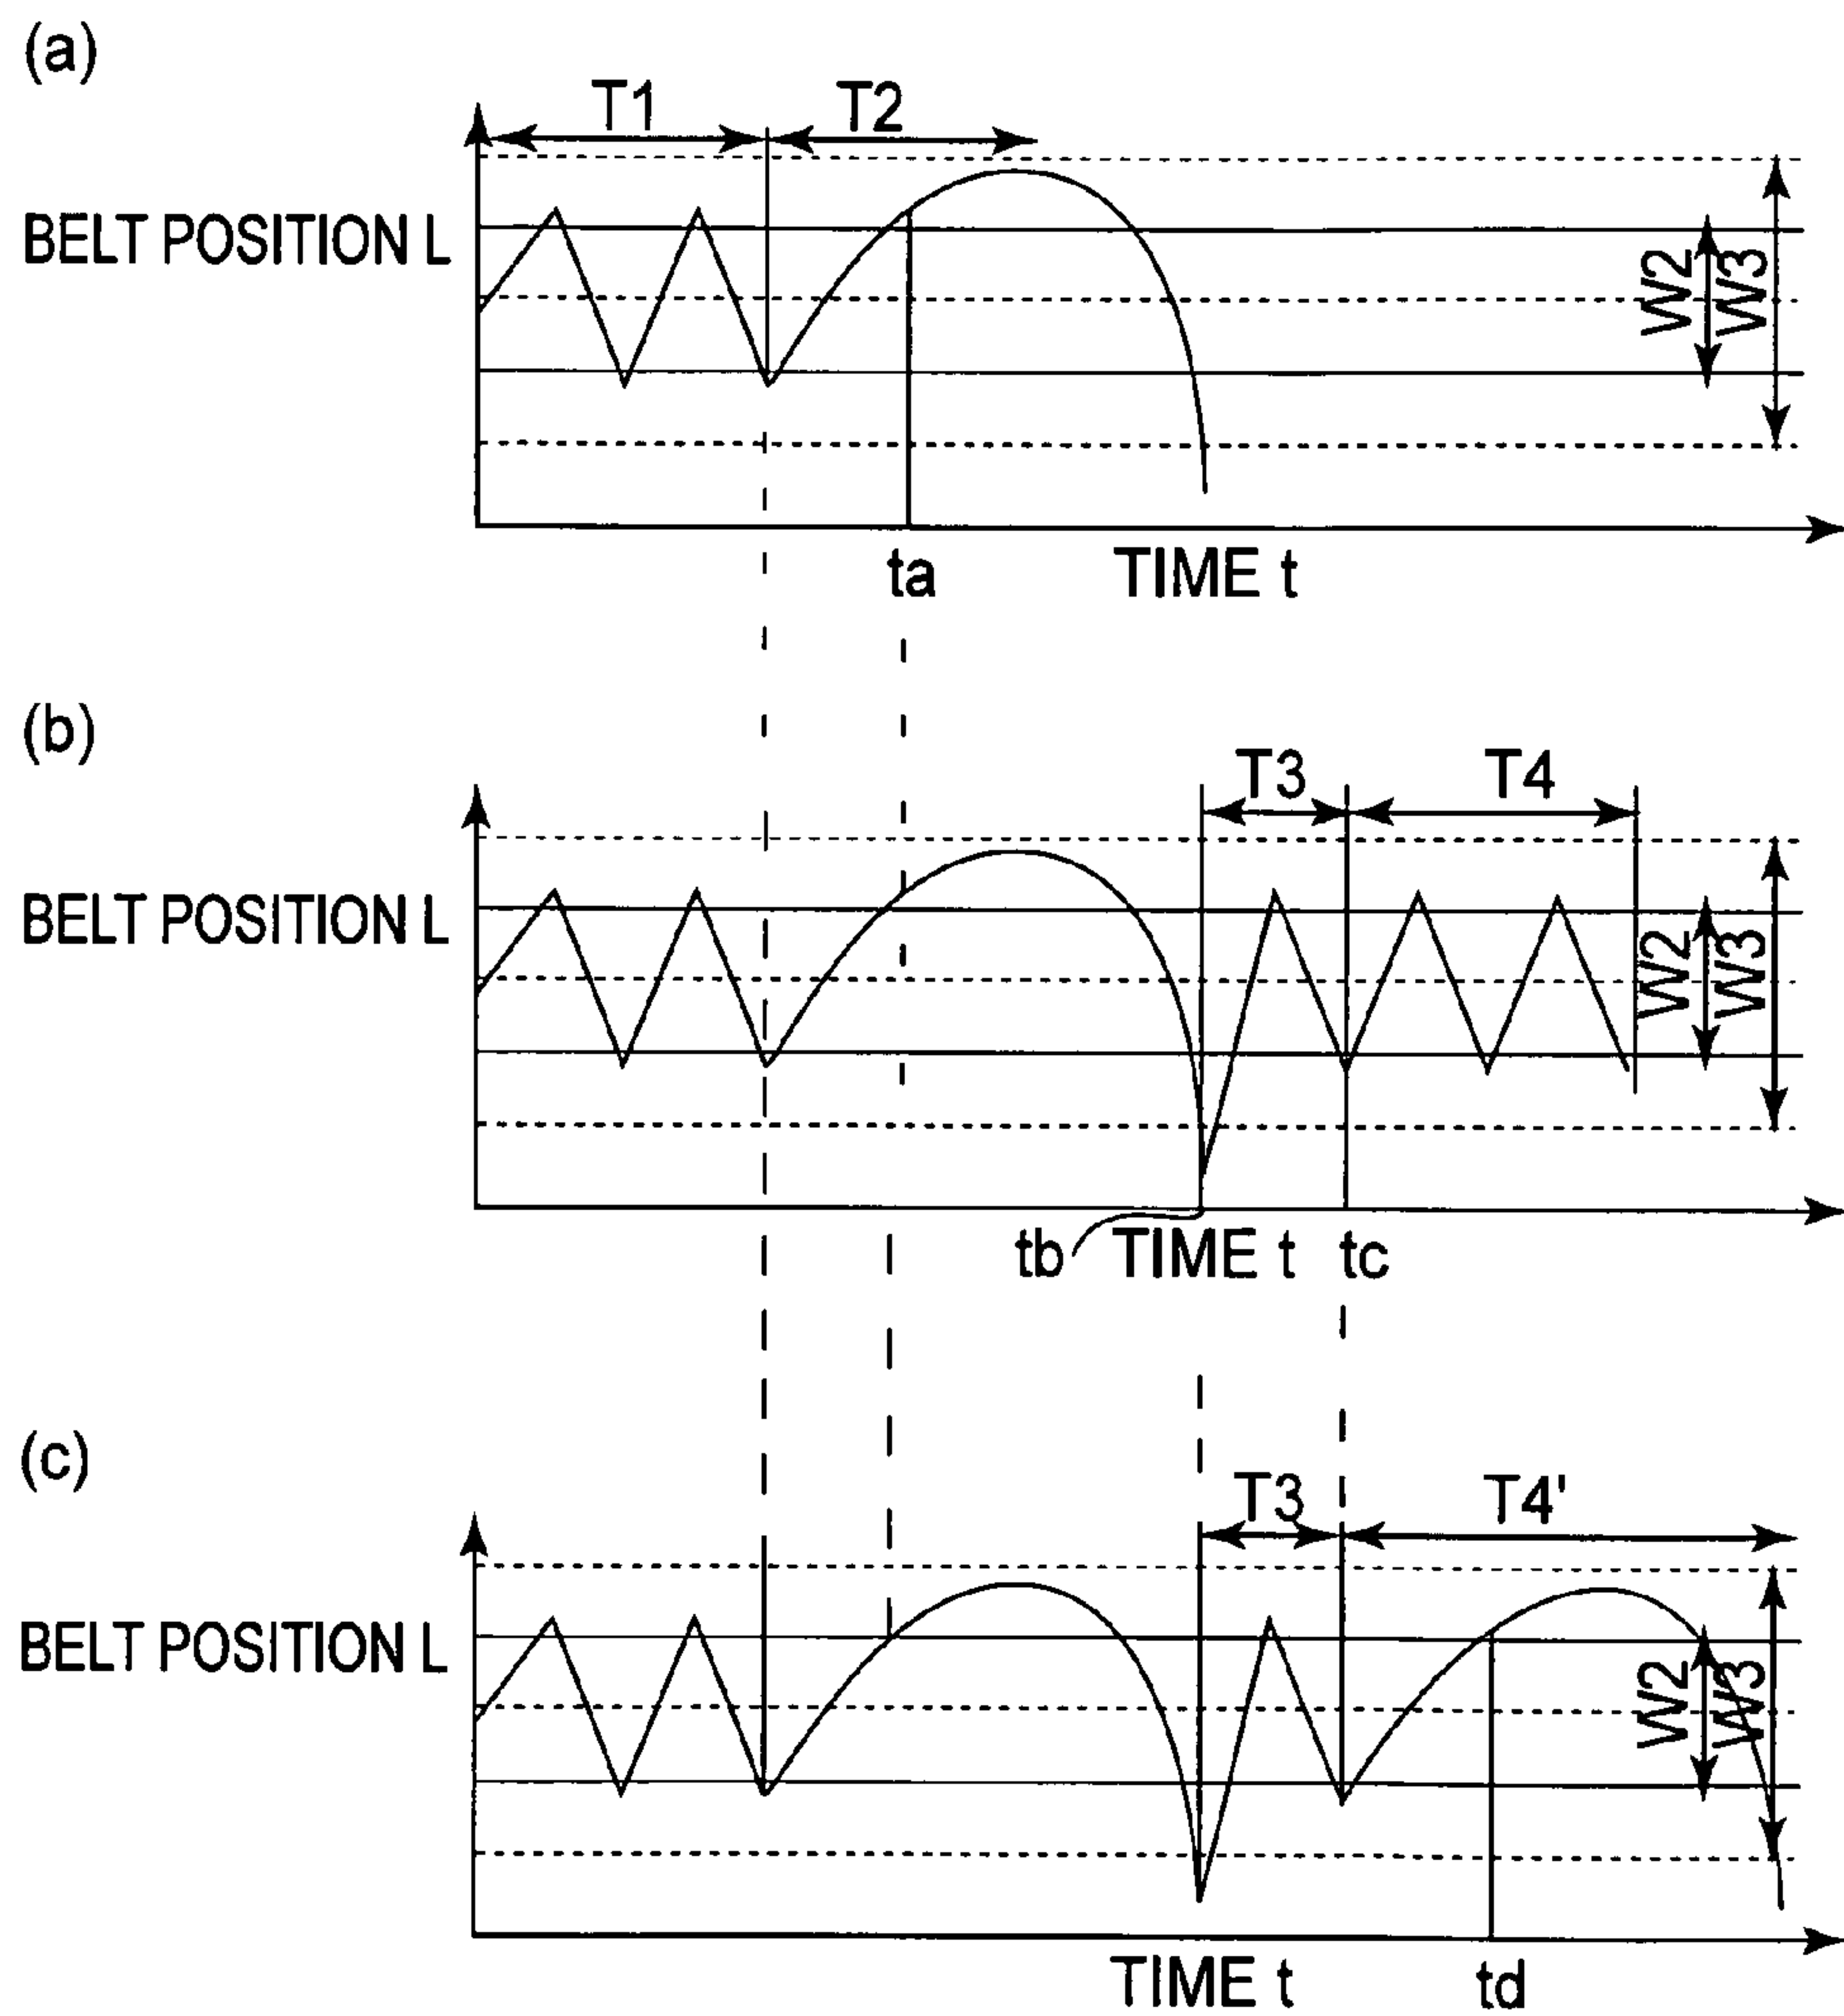 (a)
T1 T2
BELT POSITION L
W2
W3
ta
TIME t
(b)
T3 T4
BELT POSITION L
W2
W3
tb
TIME t
tc
(c)
T3 T4'
BELT POSITION L
W2
W3
TIME t
td